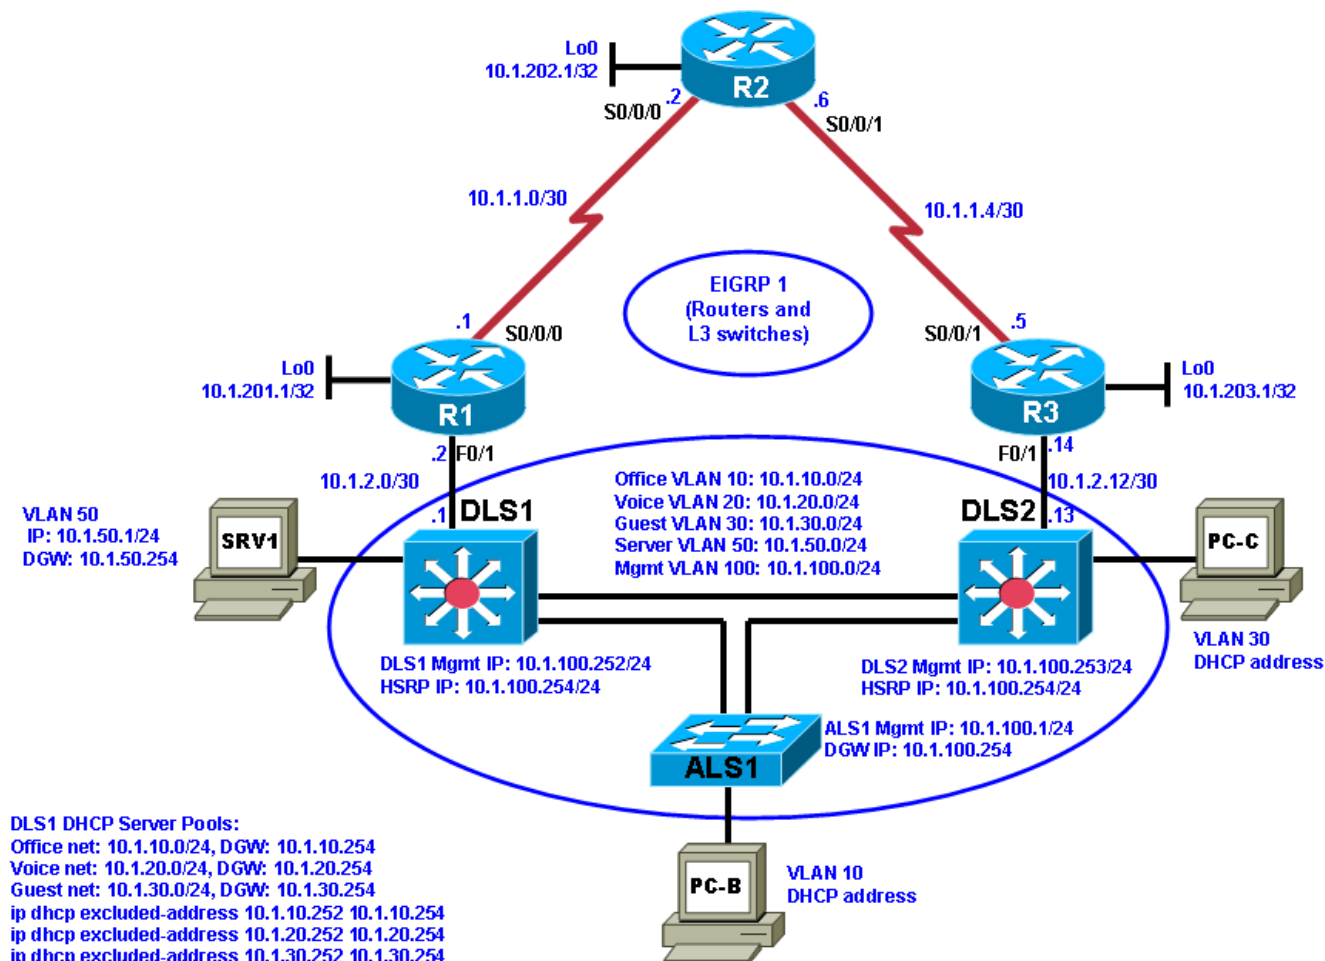 Lo0
10.1.202.1/32
R2
.2
.6
S0/0/0
S0/0/1
10.1.1.0/30
10.1.1.4/30
EIGRP 1
(Routers and
L3 switches)
.1
S0/0/0
.5
S0/0/1
Lo0
10.1.201.1/32
R1
R3
Lo0
10.1.203.1/32
.2
F0/1
10.1.2.0/30
.1
DLS1
F0/1
.14
10.1.2.12/30
DLS2
.13
Office VLAN 10: 10.1.10.0/24
Voice VLAN 20: 10.1.20.0/24
Guest VLAN 30: 10.1.30.0/24
Server VLAN 50: 10.1.50.0/24
Mgmt VLAN 100: 10.1.100.0/24
VLAN 50
IP: 10.1.50.1/24
DGW: 10.1.50.254
SRV1
PC-C
VLAN 30
DHCP address
DLS1 Mgmt IP: 10.1.100.252/24
HSRP IP: 10.1.100.254/24
DLS2 Mgmt IP: 10.1.100.253/24
HSRP IP: 10.1.100.254/24
ALS1 Mgmt IP: 10.1.100.1/24
DGW IP: 10.1.100.254
ALS1
PC-B
VLAN 10
DHCP address
DLS1 DHCP Server Pools:
Office net: 10.1.10.0/24, DGW: 10.1.10.254
Voice net: 10.1.20.0/24, DGW: 10.1.20.254
Guest net: 10.1.30.0/24, DGW: 10.1.30.254
ip dhcp excluded-address 10.1.10.252 10.1.10.254
ip dhcp excluded-address 10.1.20.252 10.1.20.254
ip dhcp excluded-address 10.1.30.252 10.1.30.254